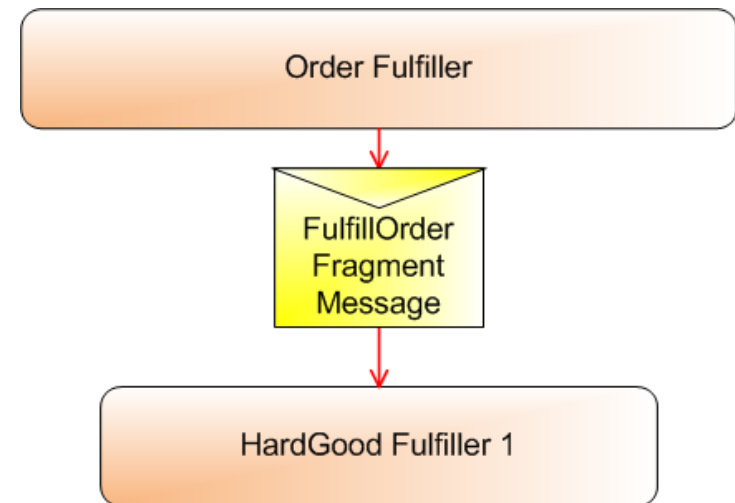 Order Fulfiller
FulfillOrder
Fragment
Message
HardGood Fulfiller 1